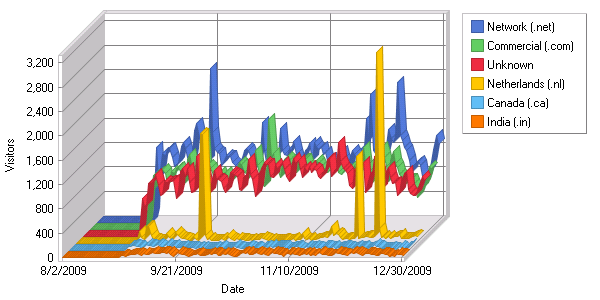 Visitors
3,200
2,800
2,400
2,000
1,600
1,200
800
400
0
8/2/2009
9/21/2009
11/10/2009
12/30/2009
Date
Network (.net)
Commercial (.com)
Unknown
Netherlands (.nl)
Canada (.ca)
India (.in)